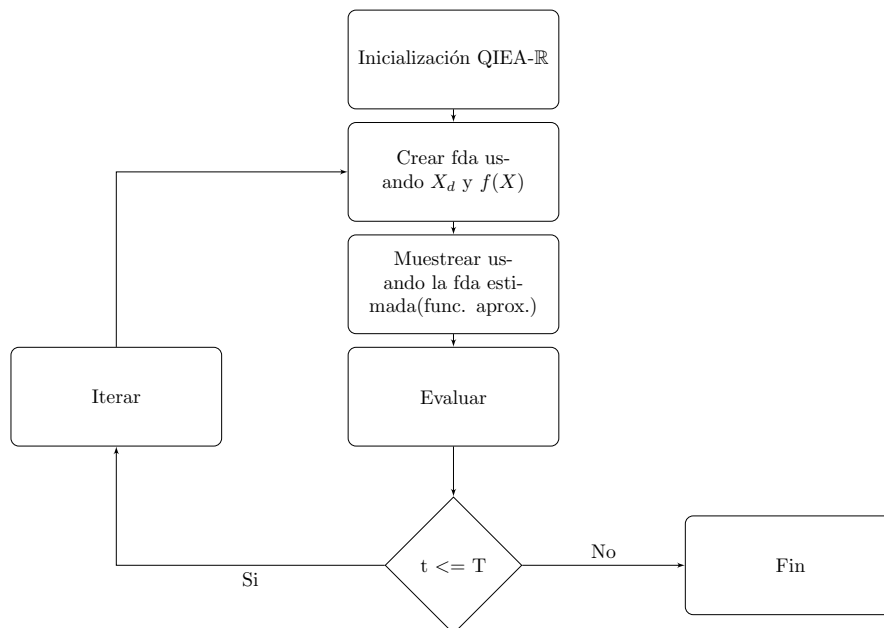 Inicialización QIEA-ℝ
Crear fda us-
ando X_d y f(X)
Muestrear us-
ando la fda esti-
mada(func. aprox.)
Iterar
Evaluar
t <= T
No
Fin
Si